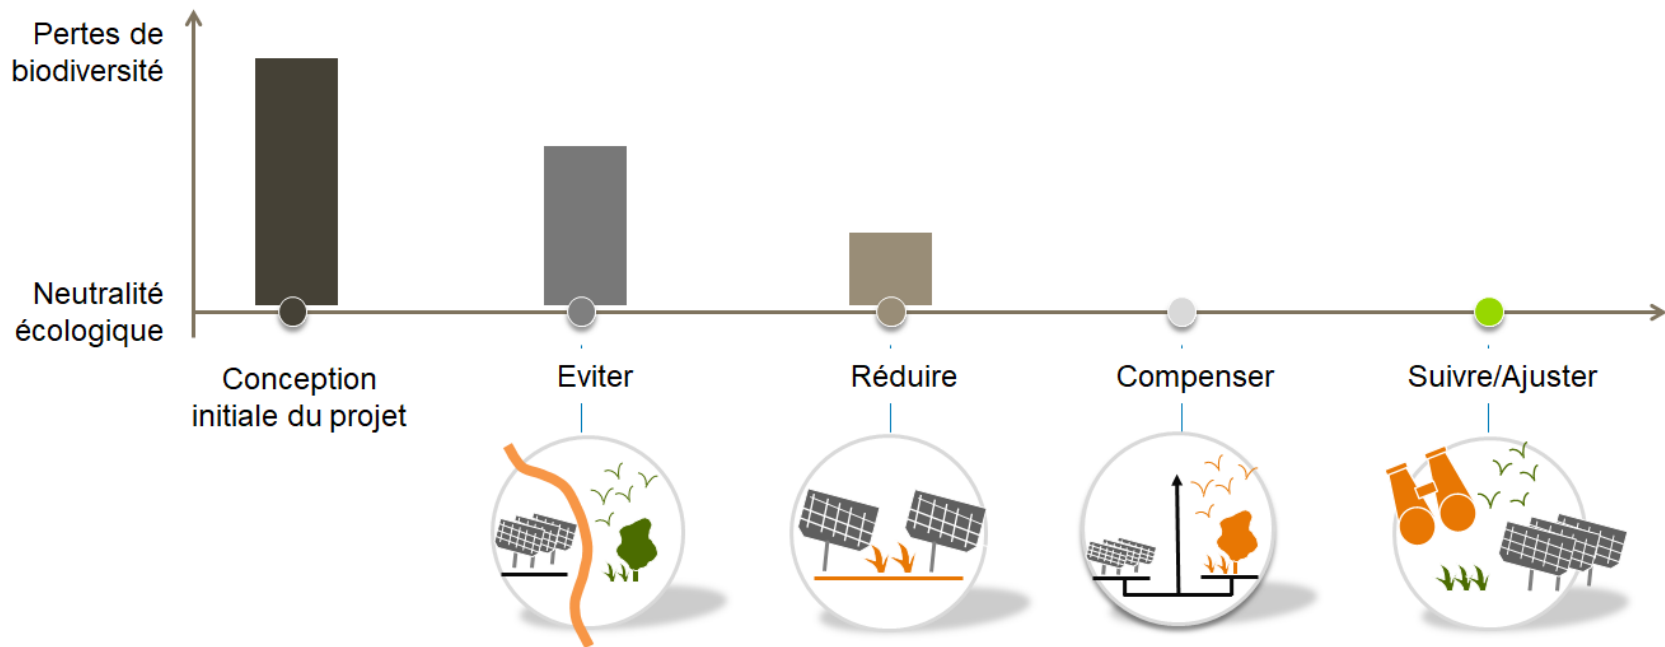 Pertes de
biodiversité
Neutralité
écologique
Conception
initiale du projet
Eviter
Réduire
Compenser
Suivre/Ajuster